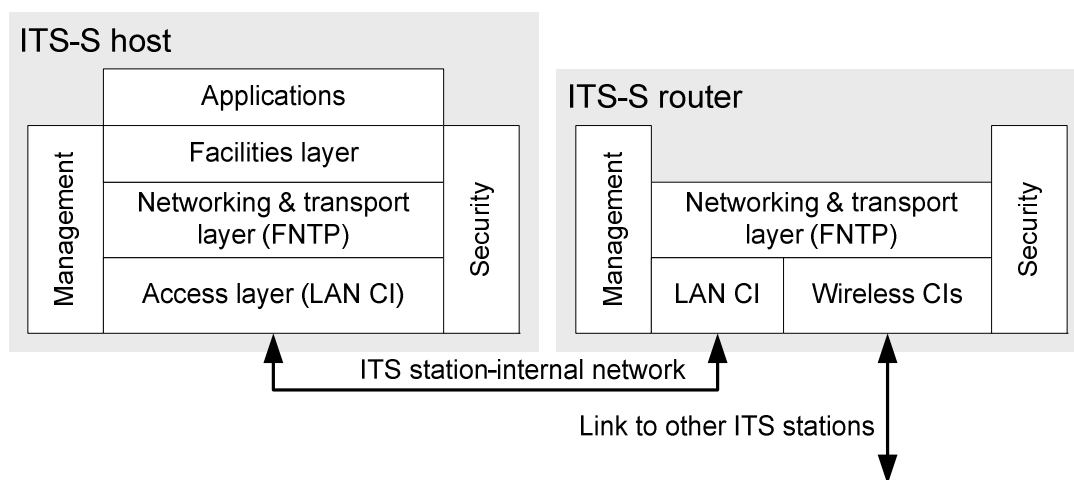 ITS-S host
Applications
Management
Facilities layer
Networking & transport
layer (FNTP)
Access layer (LAN CI)
Security
ITS-S router
Management
Networking & transport
layer (FNTP)
LAN CI
Wireless CIs
Security
ITS station-internal network
Link to other ITS stations